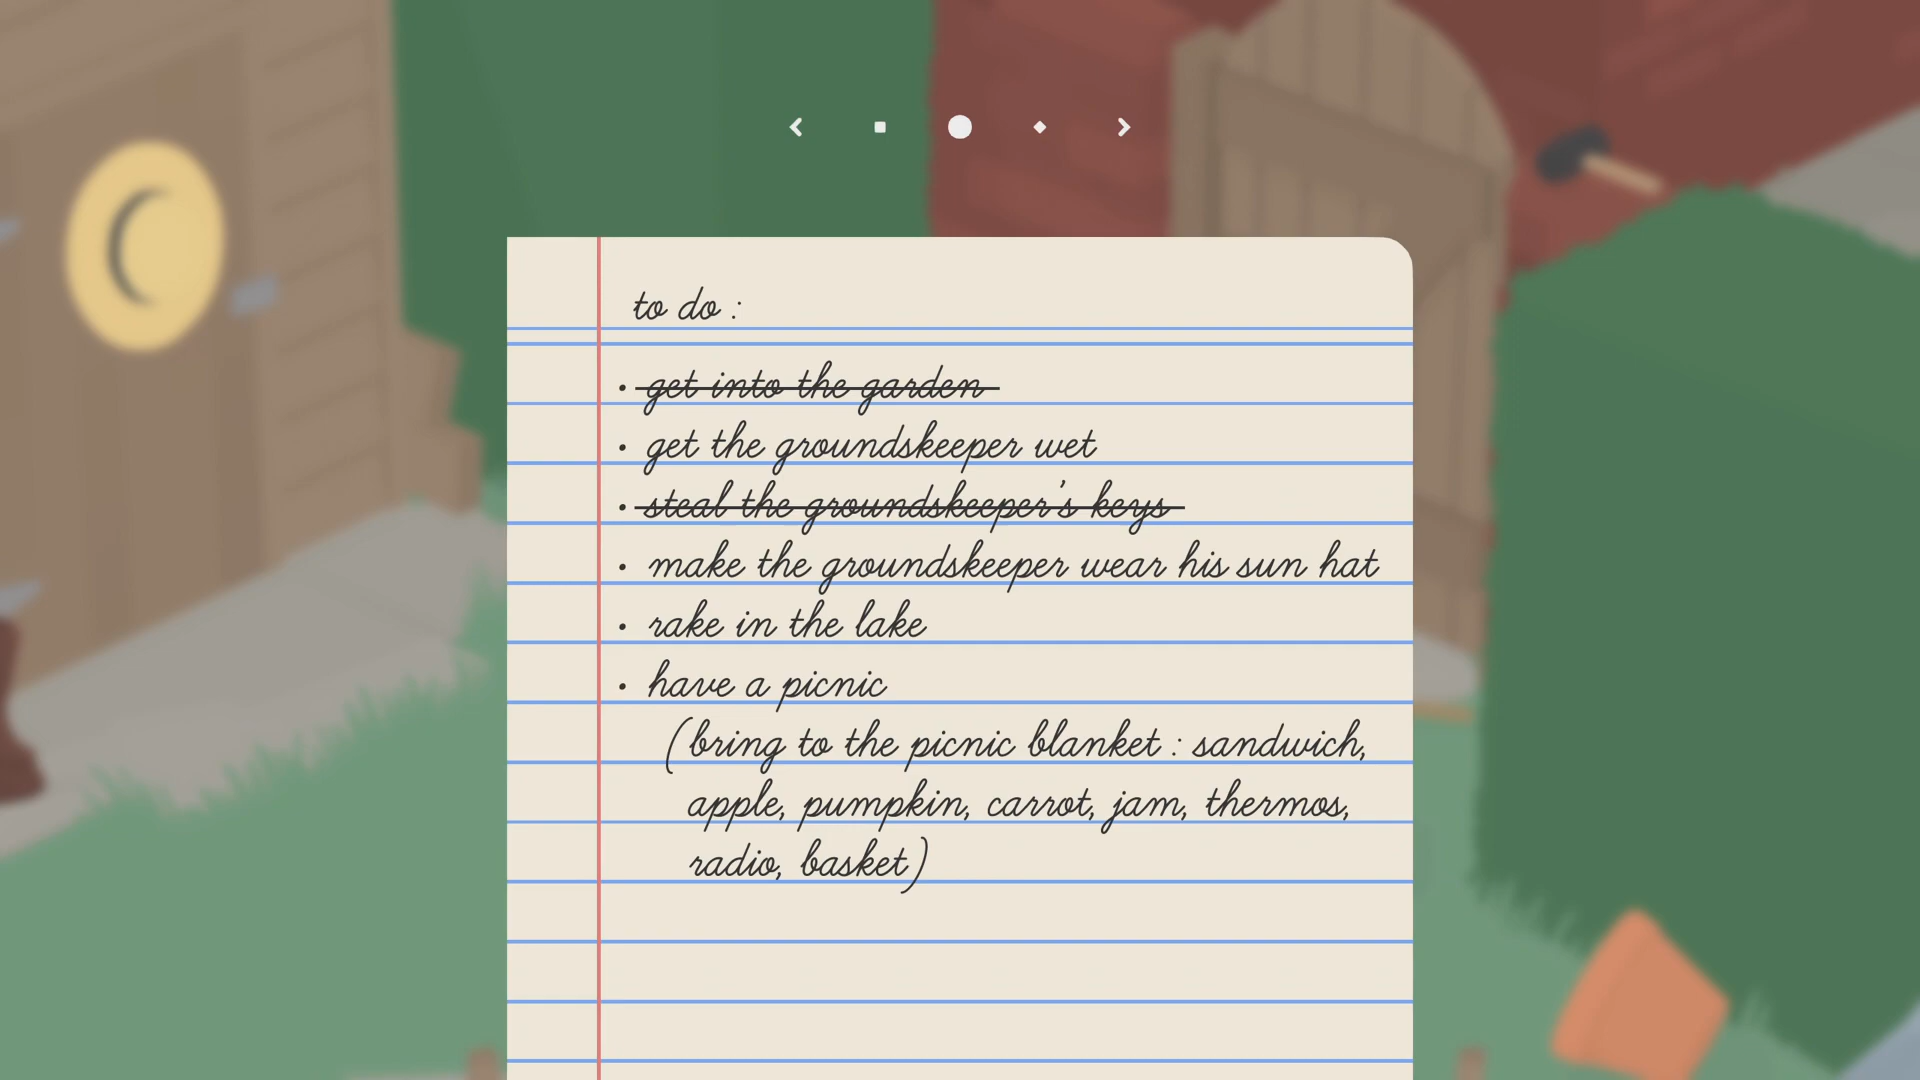 to do :
• get into the garden
• get the groundskeeper wet
• steal the groundskeeper's keys
• make the groundskeeper wear his sun hat
• rake in the lake
• have a picnic
(bring to the picnic blanket : sandwich,
apple, pumpkin, carrot, jam, thermos,
radio, basket)